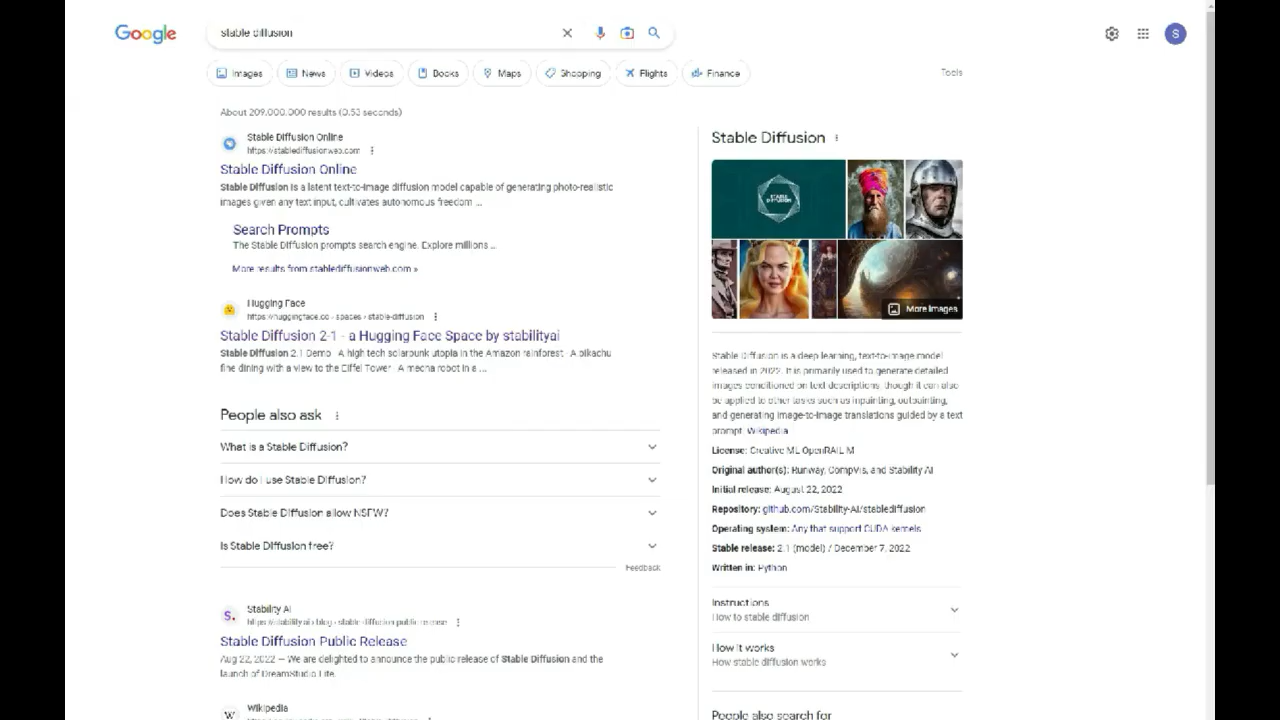 Google
stable diffusion
S
Images
News
Videos
Books
Maps
Shopping
Flights
Finance
Tools
About 209,000,000 results (0.53 seconds)
Stable Diffusion Online
https://stablediffusionweb.com
Stable Diffusion Online
Stable Diffusion is a latent text-to-image diffusion model capable of generating photo-realistic
images given any text input, cultivates autonomous freedom ...
Search Prompts
The Stable Diffusion prompts search engine. Explore millions ...
More results from stablediffusionweb.com »
Hugging Face
https://huggingface.co › spaces › stable-diffusion
Stable Diffusion 2-1 - a Hugging Face Space by stabilityai
Stable Diffusion 2.1 Demo · A high tech solarpunk utopia in the Amazon rainforest · A pikachu
fine dining with a view to the Eiffel Tower · A mecha robot in a ...
People also ask
What is a Stable Diffusion?
How do I use Stable Diffusion?
Does Stable Diffusion allow NSFW?
Is Stable Diffusion free?
Feedback
S.
Stability AI
https://stability.ai › blog › stable-diffusion-public-release
Stable Diffusion Public Release
Aug 22, 2022 — We are delighted to announce the public release of Stable Diffusion and the
launch of DreamStudio Lite.
W
Wikipedia
Stable Diffusion
STABLE
DIFFUSION
More images
Stable Diffusion is a deep learning, text-to-image model
released in 2022. It is primarily used to generate detailed
images conditioned on text descriptions, though it can also
be applied to other tasks such as inpainting, outpainting,
and generating image-to-image translations guided by a text
prompt. Wikipedia
License: Creative ML OpenRAIL M
Original author(s): Runway, CompVis, and Stability AI
Initial release: August 22, 2022
Repository: github.com/Stability-AI/stablediffusion
Operating system: Any that support CUDA kernels
Stable release: 2.1 (model) / December 7, 2022
Written in: Python
Instructions
How to stable diffusion
How it works
How stable diffusion works
People also search for